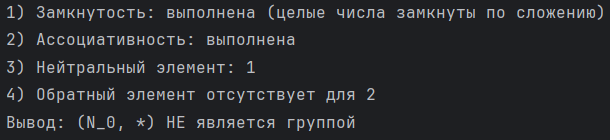 1) Замкнутость: выполнена (целые числа замкнуты по сложению)
2) Ассоциативность: выполнена
3) Нейтральный элемент: 1
4) Обратный элемент отсутствует для 2
Вывод: (N_0, *) НЕ является группой